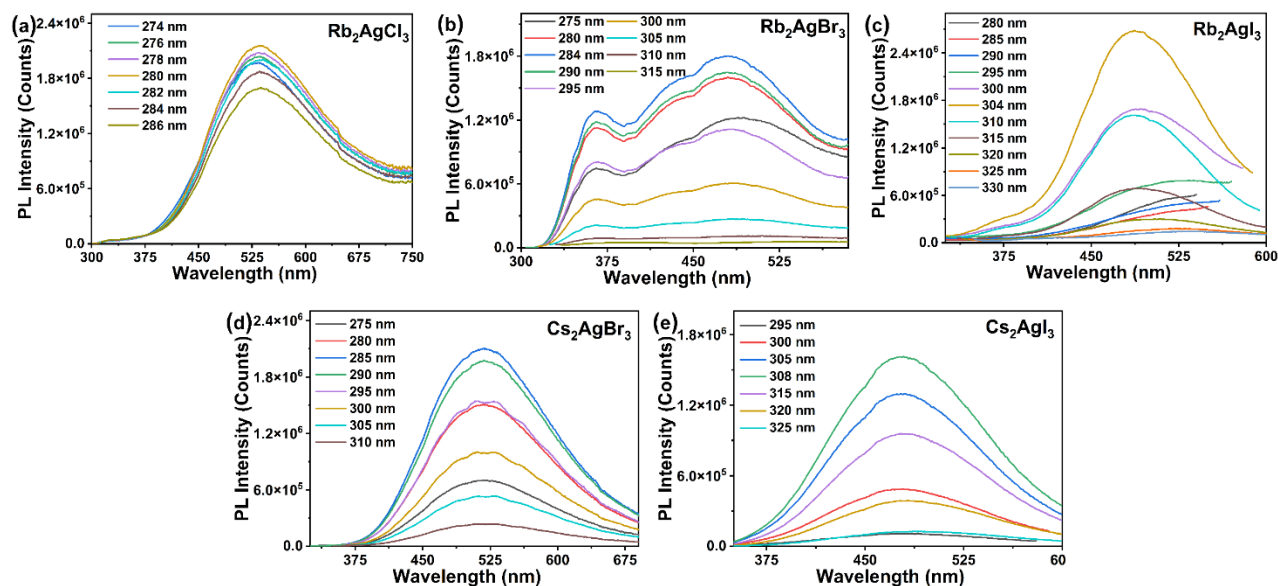 (a)
Rb₂AgCl₃
274 nm
276 nm
278 nm
280 nm
282 nm
284 nm
286 nm
PL Intensity (Counts)
2.4×10⁶
1.8×10⁶
1.2×10⁶
6.0×10⁵
0.0
300 375 450 525 600 675 750
Wavelength (nm)
(b)
Rb₂AgBr₃
275 nm 300 nm
280 nm 305 nm
284 nm 310 nm
290 nm 315 nm
295 nm
PL Intensity (Counts)
1.8×10⁶
1.2×10⁶
6.0×10⁵
0.0
300 375 450 525
Wavelength (nm)
(c)
Rb₂AgI₃
280 nm
285 nm
290 nm
295 nm
300 nm
304 nm
310 nm
315 nm
320 nm
325 nm
330 nm
PL Intensity (Counts)
2.4×10⁶
1.8×10⁶
1.2×10⁶
6.0×10⁵
0.0
375 450 525 600
Wavelength (nm)
(d)
Cs₂AgBr₃
275 nm
280 nm
285 nm
290 nm
295 nm
300 nm
305 nm
310 nm
PL Intensity (Counts)
2.4×10⁶
1.8×10⁶
1.2×10⁶
6.0×10⁵
0.0
375 450 525 600 675
Wavelength (nm)
(e)
Cs₂AgI₃
295 nm
300 nm
305 nm
308 nm
315 nm
320 nm
325 nm
PL Intensity (Counts)
1.8×10⁶
1.2×10⁶
6.0×10⁵
0.0
375 450 525 600
Wavelength (nm)